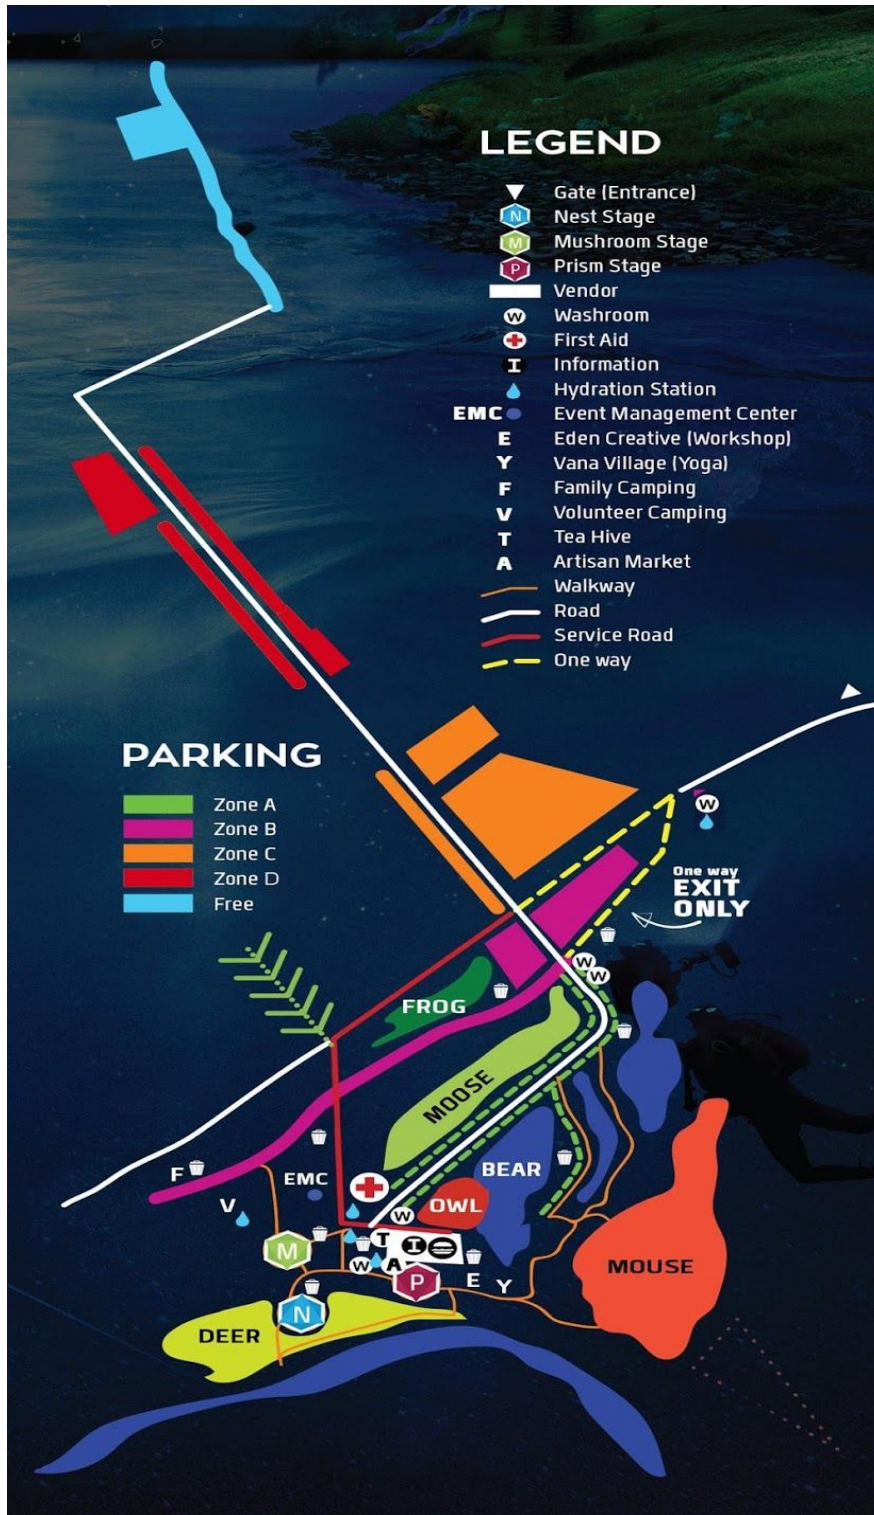 LEGEND
Gate (Entrance)
N Nest Stage
M Mushroom Stage
P Prism Stage
Vendor
W Washroom
First Aid
I Information
Hydration Station
EMC Event Management Center
E Eden Creative (Workshop)
Y Vana Village (Yoga)
F Family Camping
V Volunteer Camping
T Tea Hive
A Artisan Market
Walkway
Road
Service Road
One way
PARKING
Zone A
Zone B
Zone C
Zone D
Free
W
One way
EXIT
ONLY
W
W
FROG
MOOSE
F
EMC
BEAR
V
OWL
W
M
T
I
W
A
P
E
Y
MOUSE
N
DEER